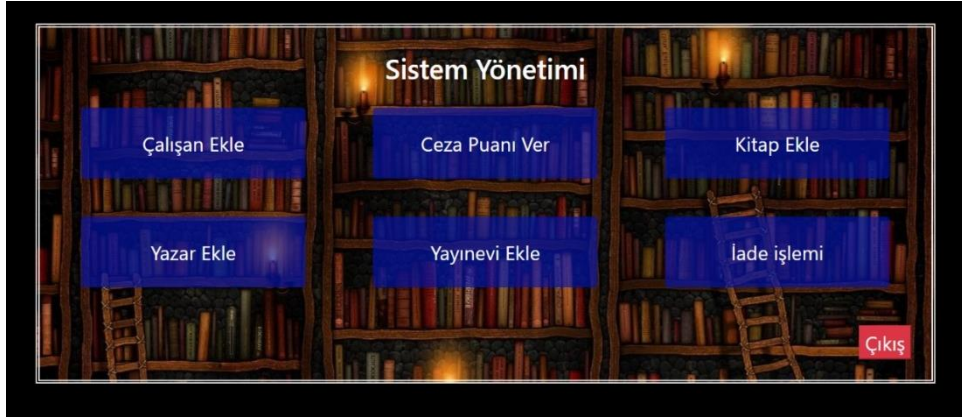 Sistem Yönetimi
Çalışan Ekle
Ceza Puanı Ver
Kitap Ekle
Yazar Ekle
Yayınevi Ekle
İade işlemi
Çıkış